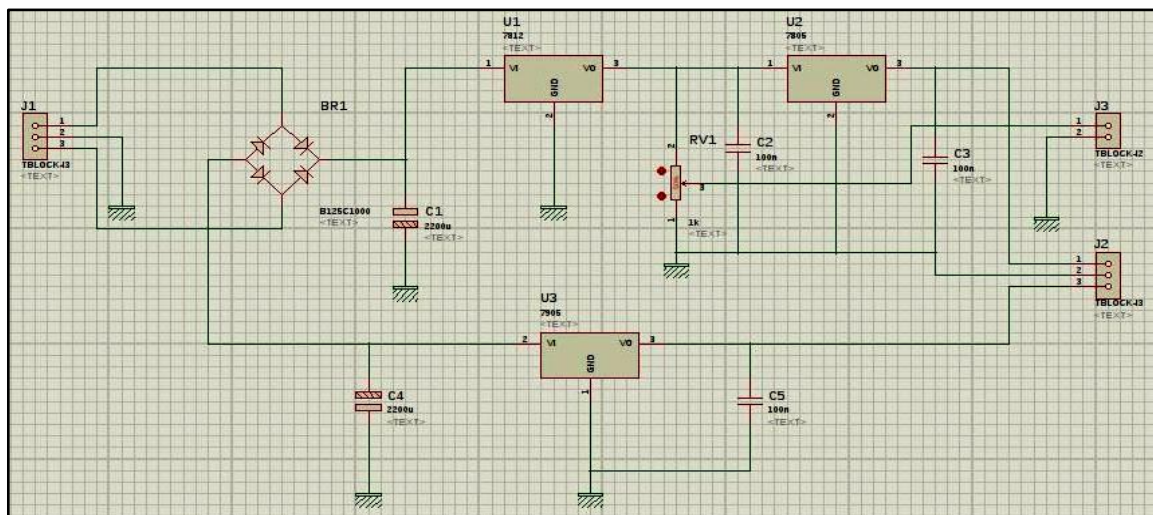 U1
7812
<TEXT>
1
VI
VO
3
GND
2
U2
7805
<TEXT>
1
VI
VO
3
GND
2
J1
1
2
3
TBLOCK-I3
<TEXT>
BR1
B125C1000
<TEXT>
C1
2200u
<TEXT>
RV1
2
3
1
1k
<TEXT>
C2
100n
<TEXT>
C3
100n
<TEXT>
J3
1
2
TBLOCK-I2
<TEXT>
J2
1
2
3
TBLOCK-I3
<TEXT>
U3
7905
<TEXT>
2
VI
VO
3
GND
1
C4
2200u
<TEXT>
C5
100n
<TEXT>